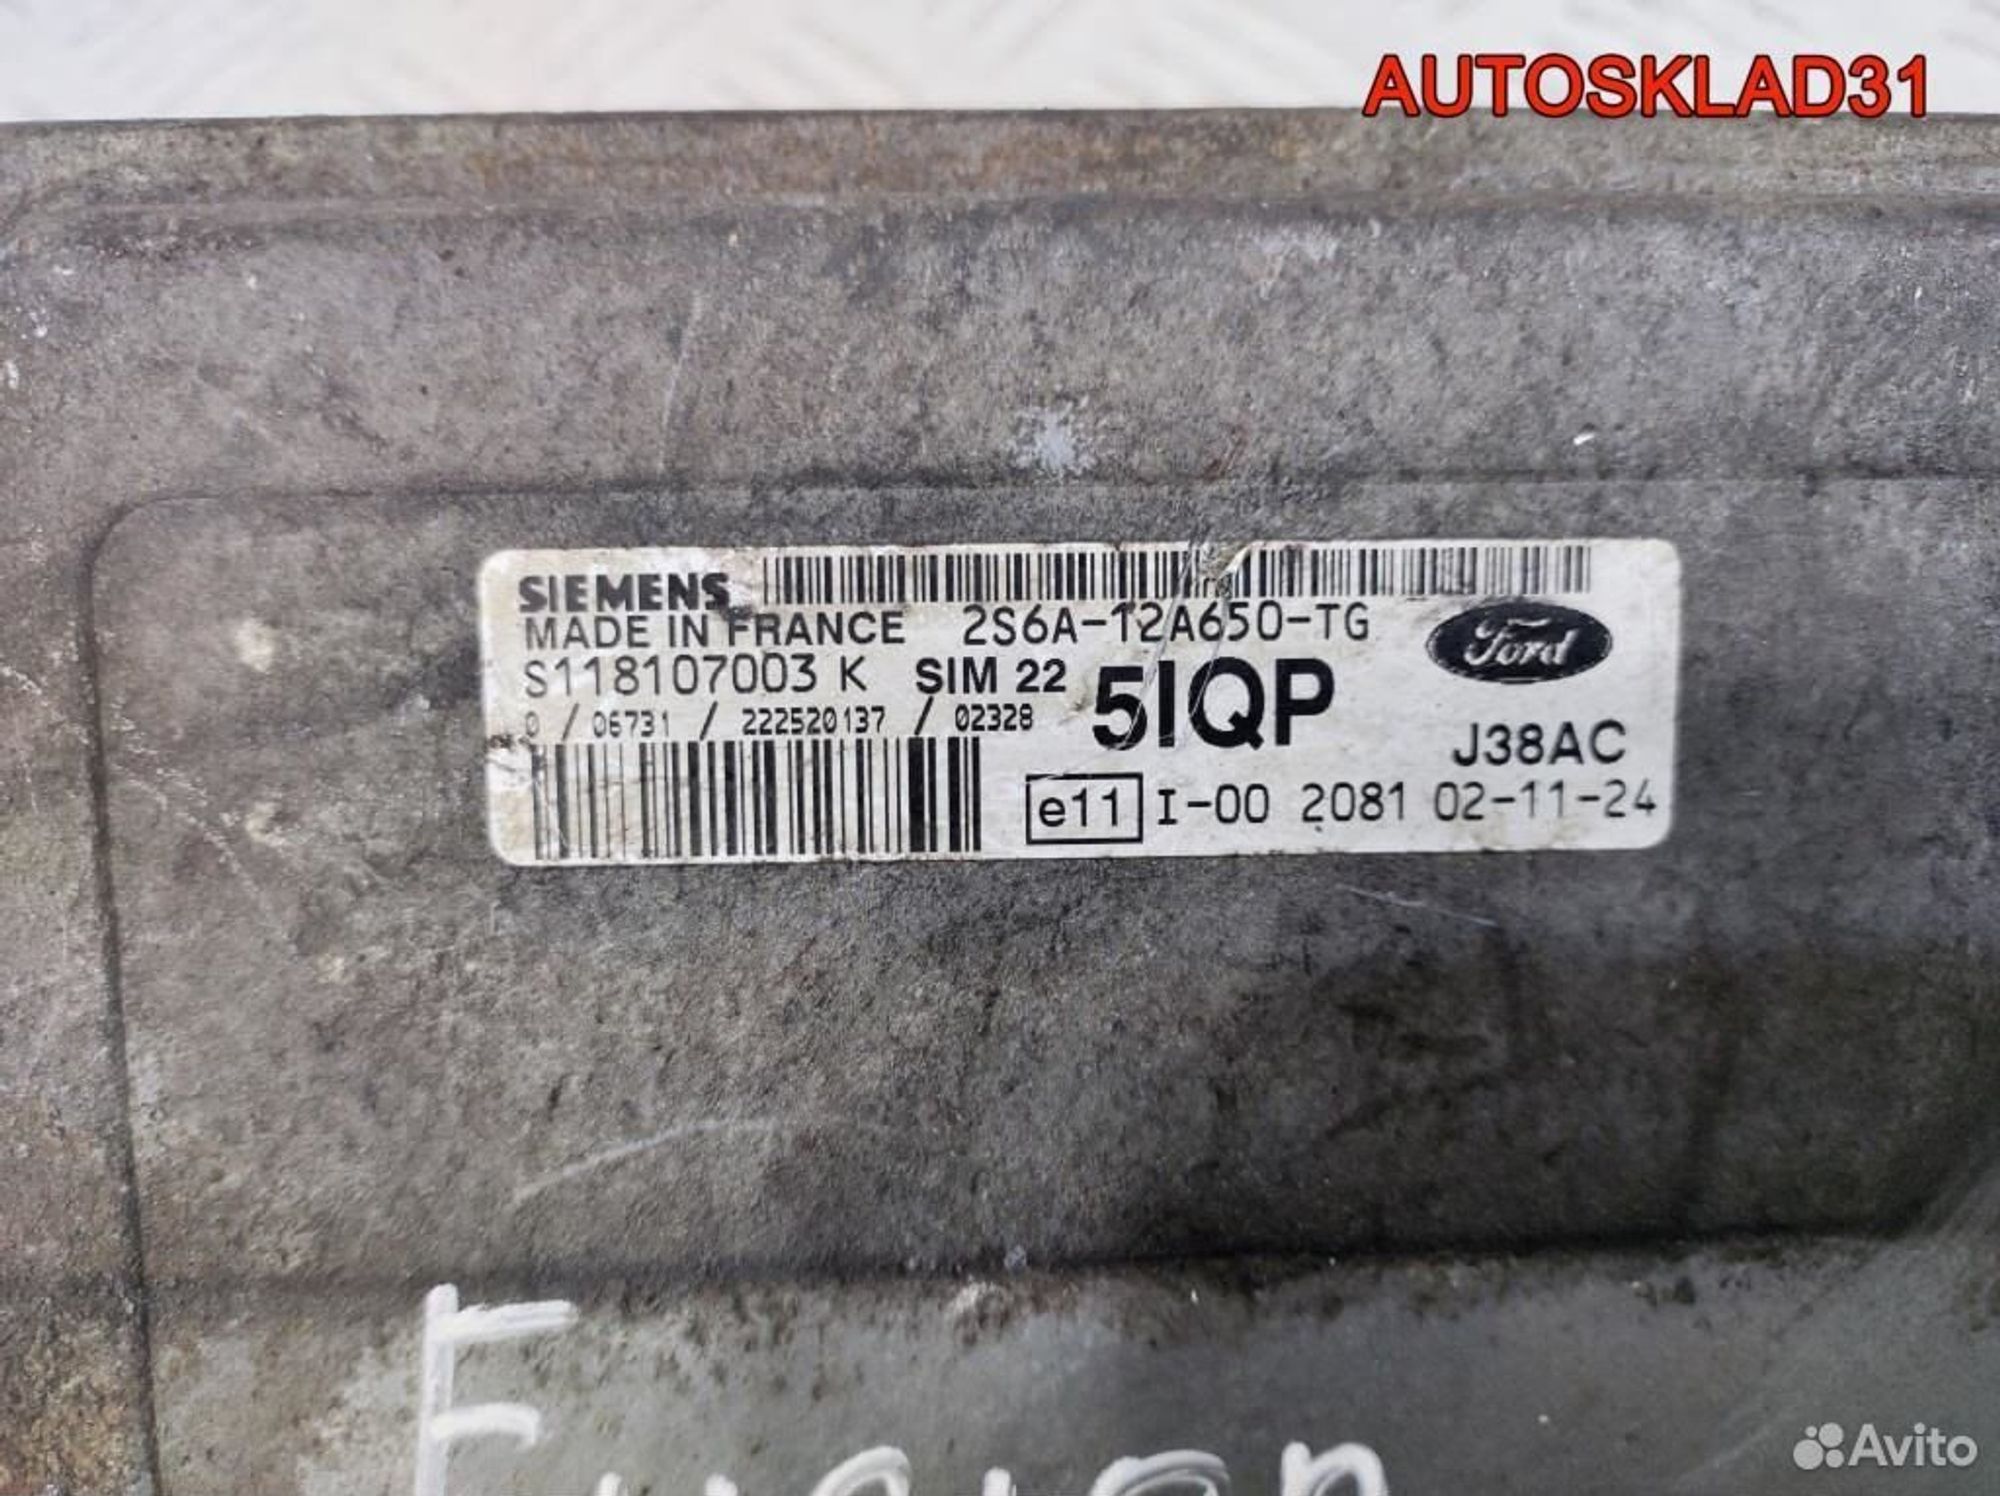 AUTOSKLAD31
SIEMENS
MADE IN FRANCE 2S6A-12A650-TG
Ford
S118107003 K SIM 22 5IQP
0 / 06731 / 222520137 / 02328
J38AC
e11 I-00 2081 02-11-24
Avito